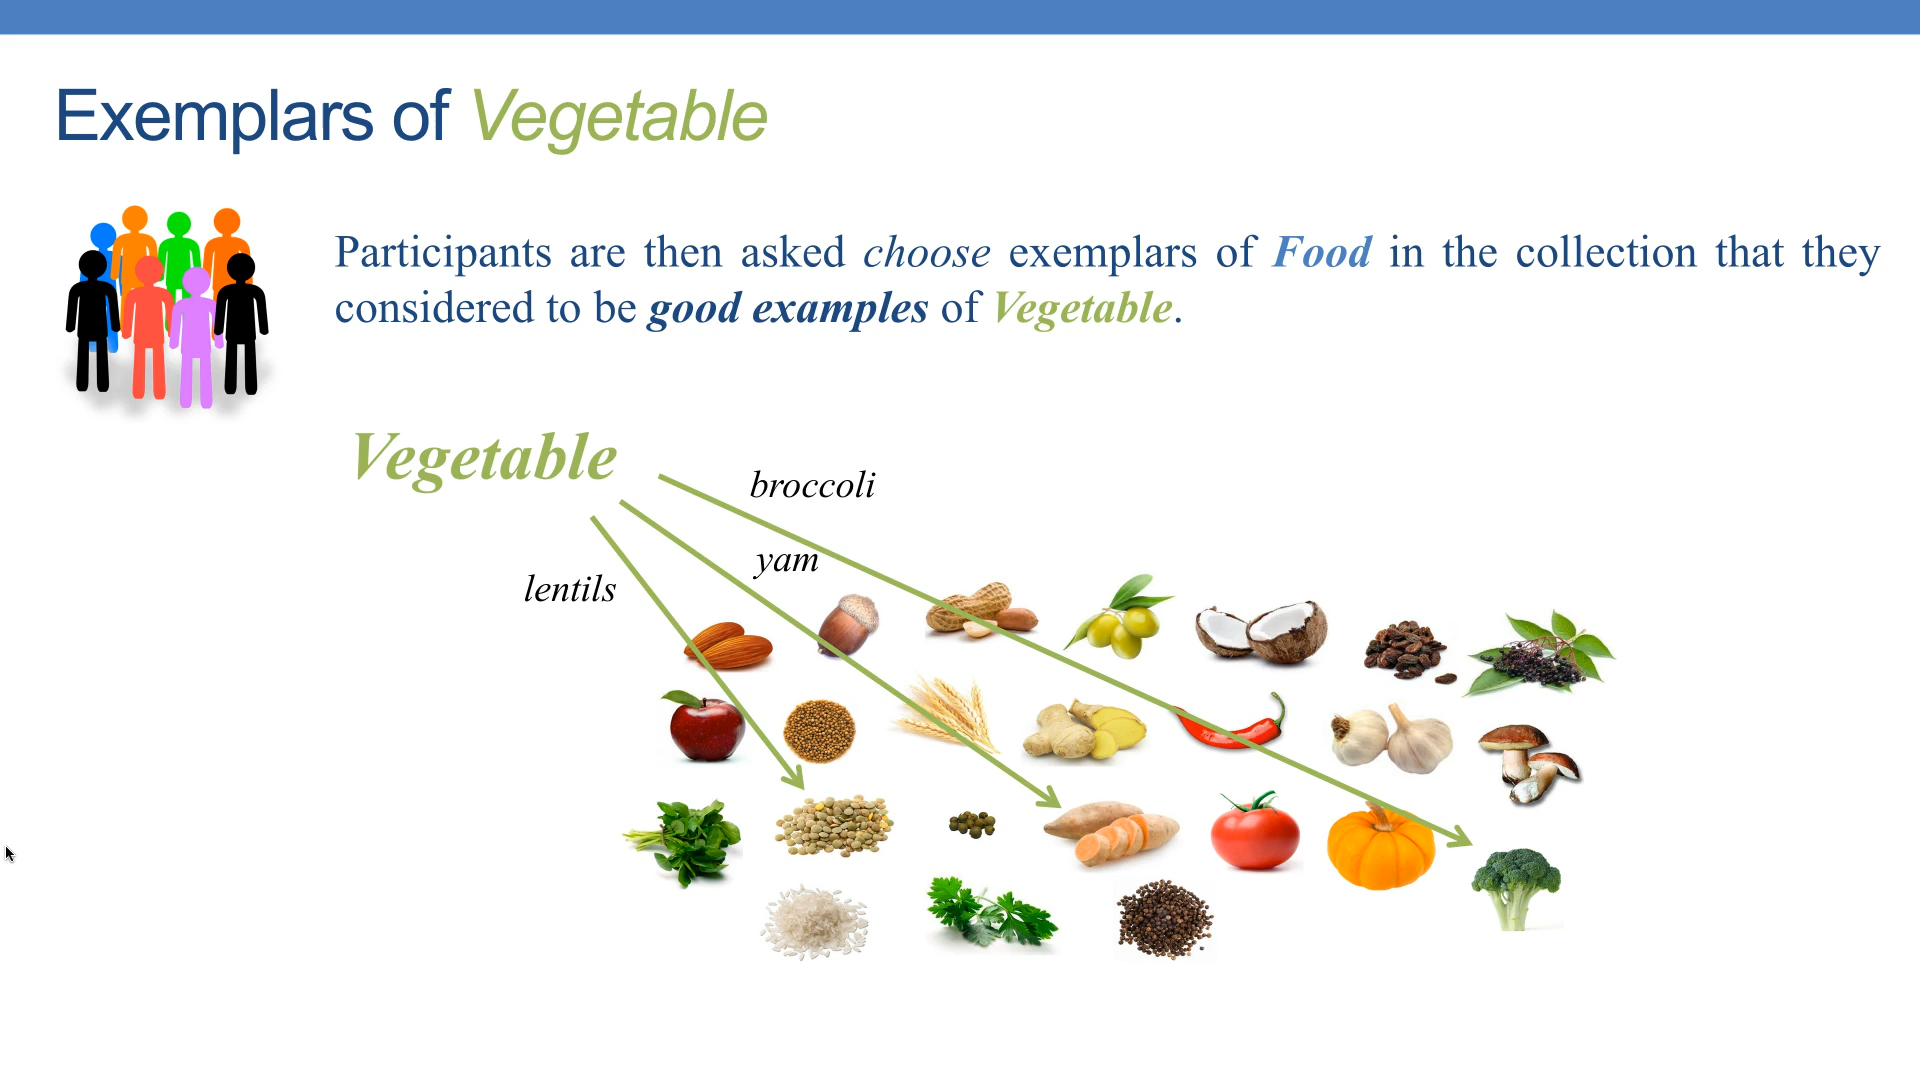 Exemplars of Vegetable
Participants are then asked choose exemplars of Food in the collection that they
considered to be good examples of Vegetable.
Vegetable
broccoli
yam
lentils